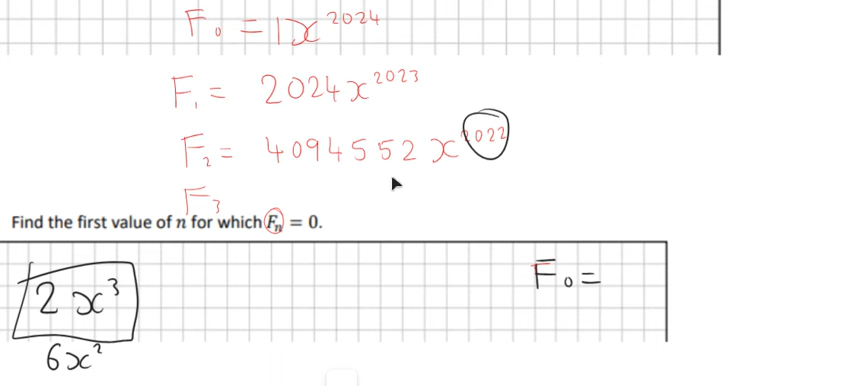 F₀ = 1x²⁰²⁴
F₁ = 2024x²⁰²³
F₂ = 4094552x²⁰²²
F₃
Find the first value of n for which Fₙ = 0.
2x³
F₀ =
6x²